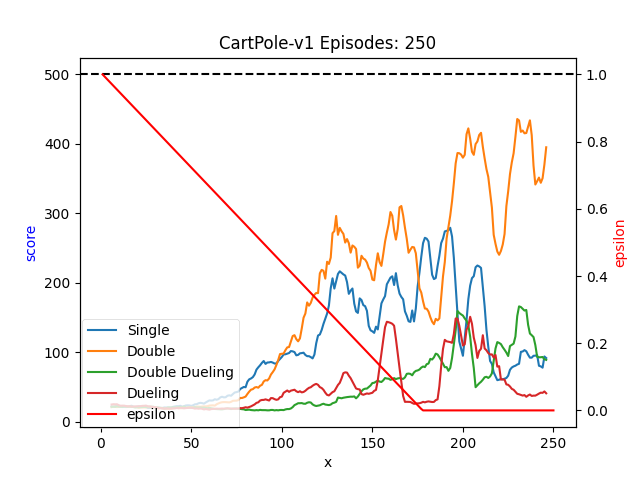 CartPole-v1 Episodes: 250
500
400
300
200
100
0
score
1.0
0.8
0.6
0.4
0.2
0.0
epsilon
Single
Double
Double Dueling
Dueling
epsilon
0
50
100
150
200
250
x